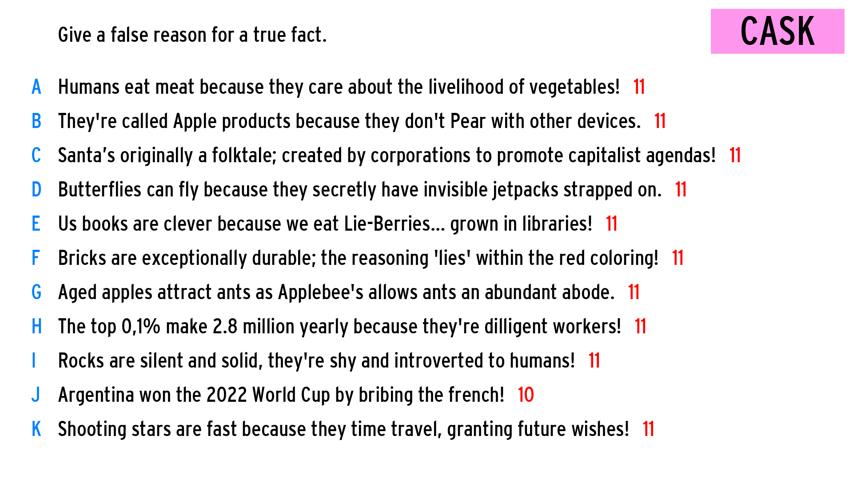 Give a false reason for a true fact.
CASK
A Humans eat meat because they care about the livelihood of vegetables! 11
B They're called Apple products because they don't Pear with other devices. 11
C Santa’s originally a folktale; created by corporations to promote capitalist agendas! 11
D Butterflies can fly because they secretly have invisible jetpacks strapped on. 11
E Us books are clever because we eat Lie-Berries... grown in libraries! 11
F Bricks are exceptionally durable; the reasoning 'lies' within the red coloring! 11
G Aged apples attract ants as Applebee's allows ants an abundant abode. 11
H The top 0,1% make 2.8 million yearly because they're dilligent workers! 11
I Rocks are silent and solid, they're shy and introverted to humans! 11
J Argentina won the 2022 World Cup by bribing the french! 10
K Shooting stars are fast because they time travel, granting future wishes! 11